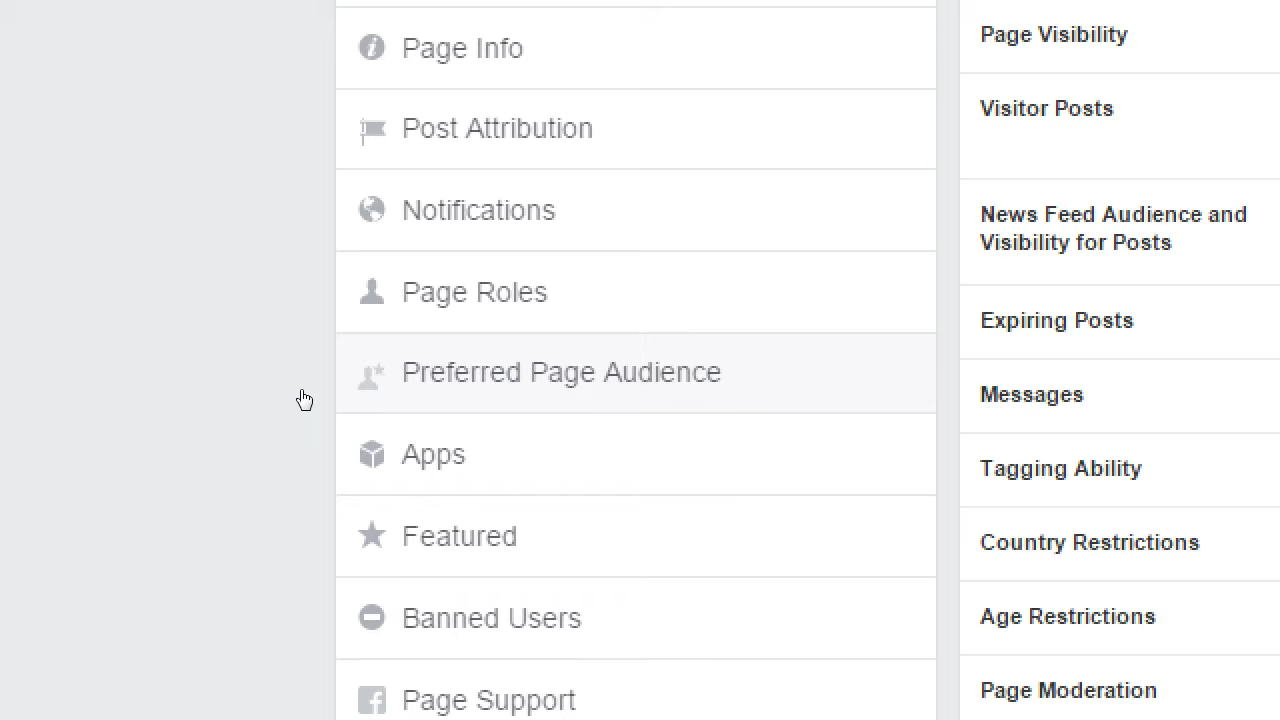 Page Info
Post Attribution
Notifications
Page Roles
Preferred Page Audience
Apps
Featured
Banned Users
Page Support
Page Visibility
Visitor Posts
News Feed Audience and
Visibility for Posts
Expiring Posts
Messages
Tagging Ability
Country Restrictions
Age Restrictions
Page Moderation